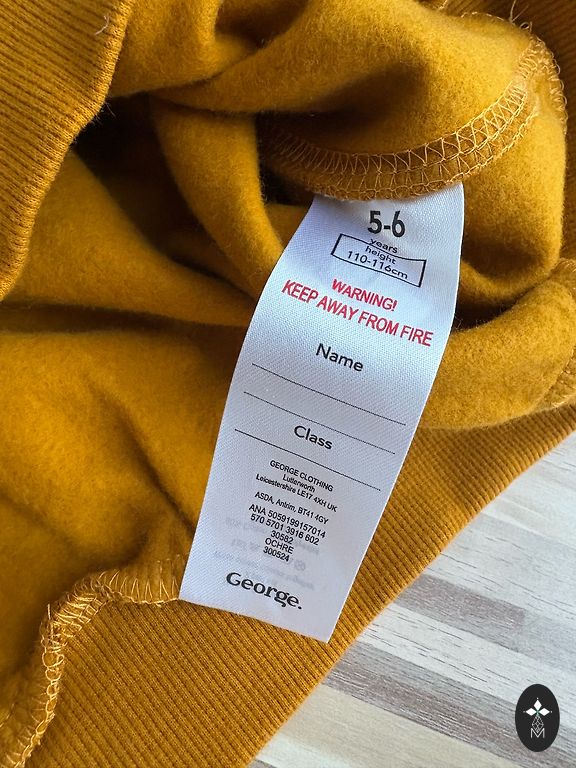 5-6
years
height
110-116cm
WARNING!
KEEP AWAY FROM FIRE
Name
Class
GEORGE CLOTHING
Lutterworth
Leicestershire LE17 4XH UK
ASDA, Antrim, BT41 4GY
ANA 5059199157014
570 5701 3916 602
30582
OCHRE
300524
George.